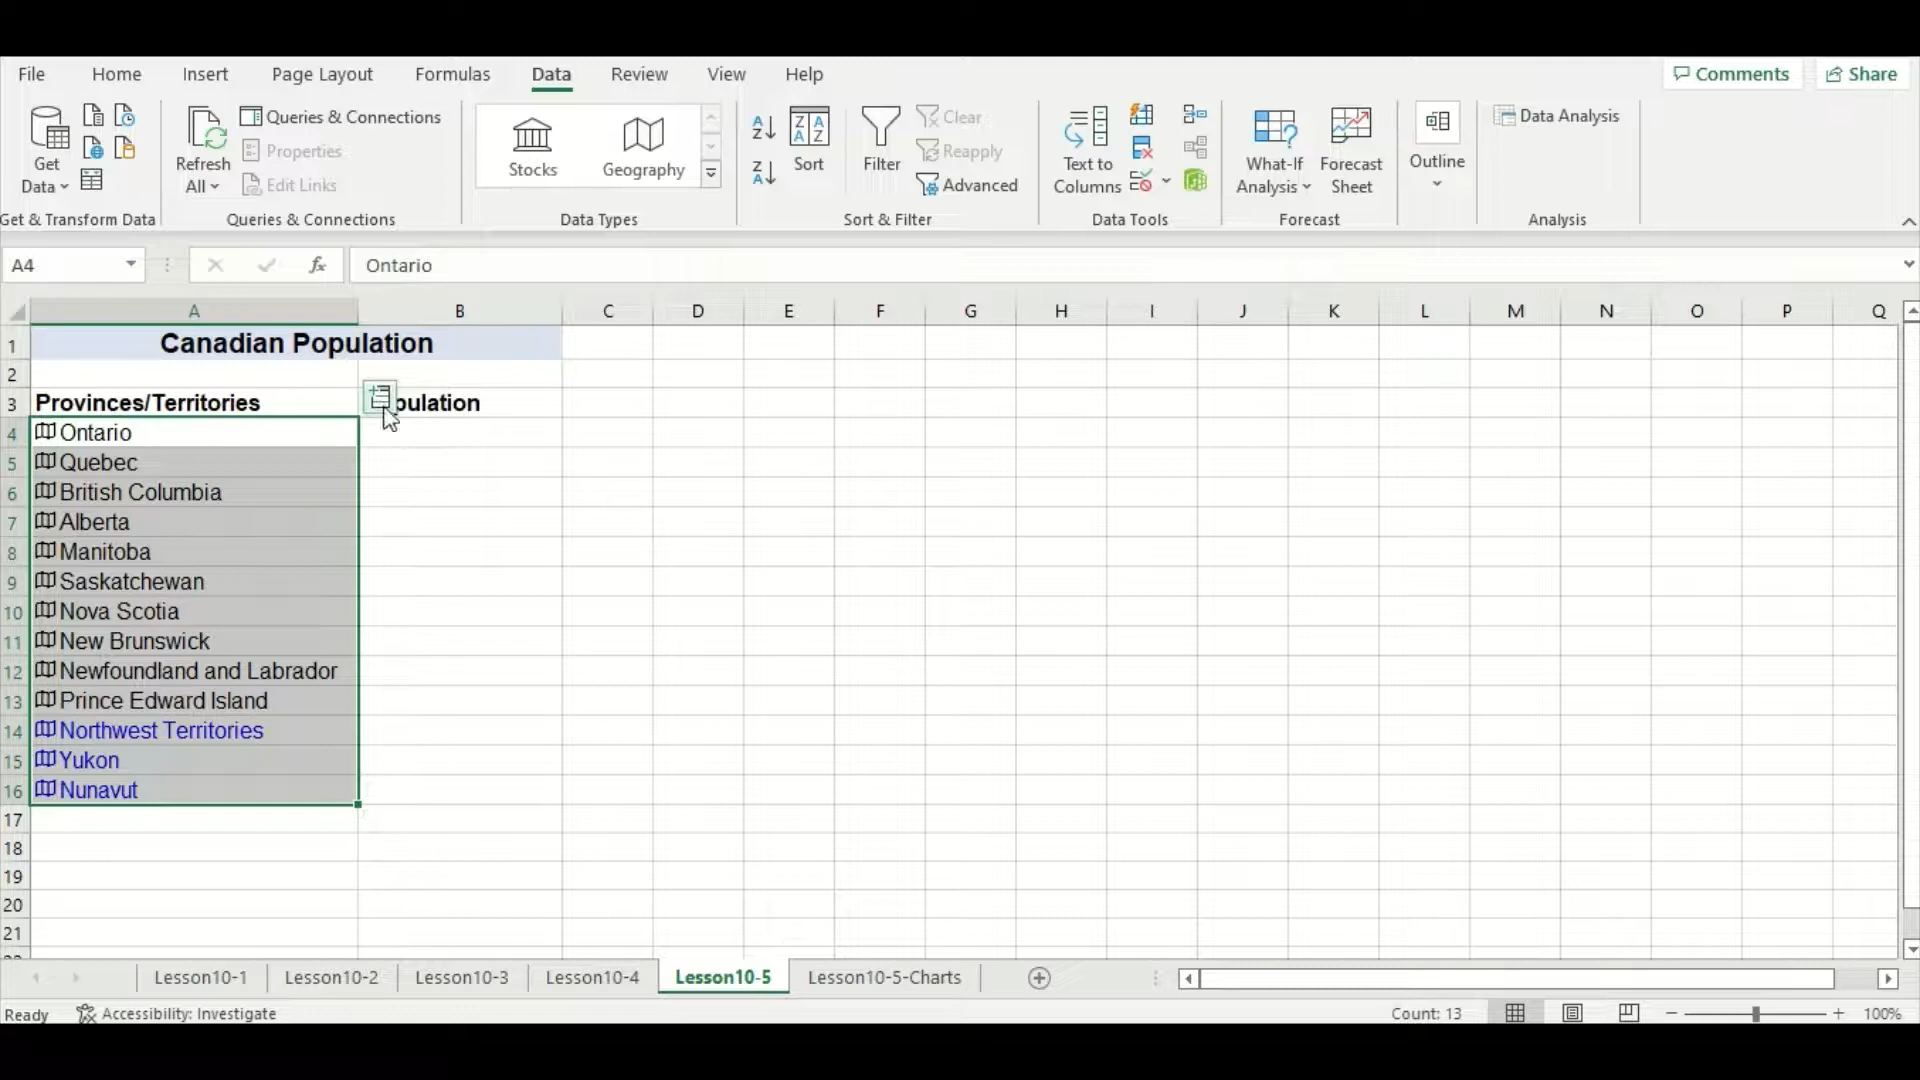 File Home Insert Page Layout Formulas Data Review View Help Comments Share
Get Data
Refresh All
Queries & Connections
Properties
Edit Links
Stocks
Geography
Sort
Filter
Clear
Reapply
Advanced
Text to Columns
What-If Analysis
Forecast Sheet
Outline
Data Analysis
Get & Transform Data Queries & Connections Data Types Sort & Filter Data Tools Forecast Analysis
A4 fx Ontario
A B C D E F G H I J K L M N O P Q
1 Canadian Population
2
3 Provinces/Territories pulation
4 Ontario
5 Quebec
6 British Columbia
7 Alberta
8 Manitoba
9 Saskatchewan
10 Nova Scotia
11 New Brunswick
12 Newfoundland and Labrador
13 Prince Edward Island
14 Northwest Territories
15 Yukon
16 Nunavut
17
18
19
20
21
Lesson10-1 Lesson10-2 Lesson10-3 Lesson10-4 Lesson10-5 Lesson10-5-Charts
Ready Accessibility: Investigate Count: 13 100%